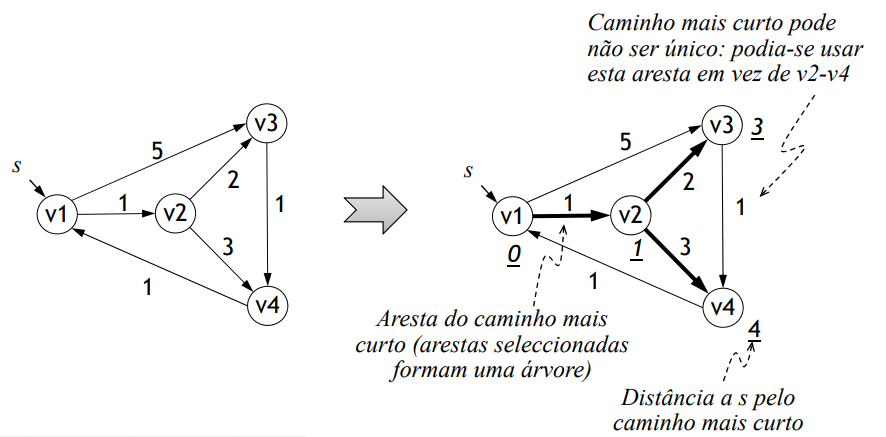 Caminho mais curto pode
não ser único: podia-se usar
esta aresta em vez de v2-v4
s
v1
v2
v3
v4
5
1
2
3
1
1
s
v1
v2
v3
v4
5
1
2
3
1
1
0
1
3
4
Aresta do caminho mais
curto (arestas seleccionadas
formam uma árvore)
Distância a s pelo
caminho mais curto